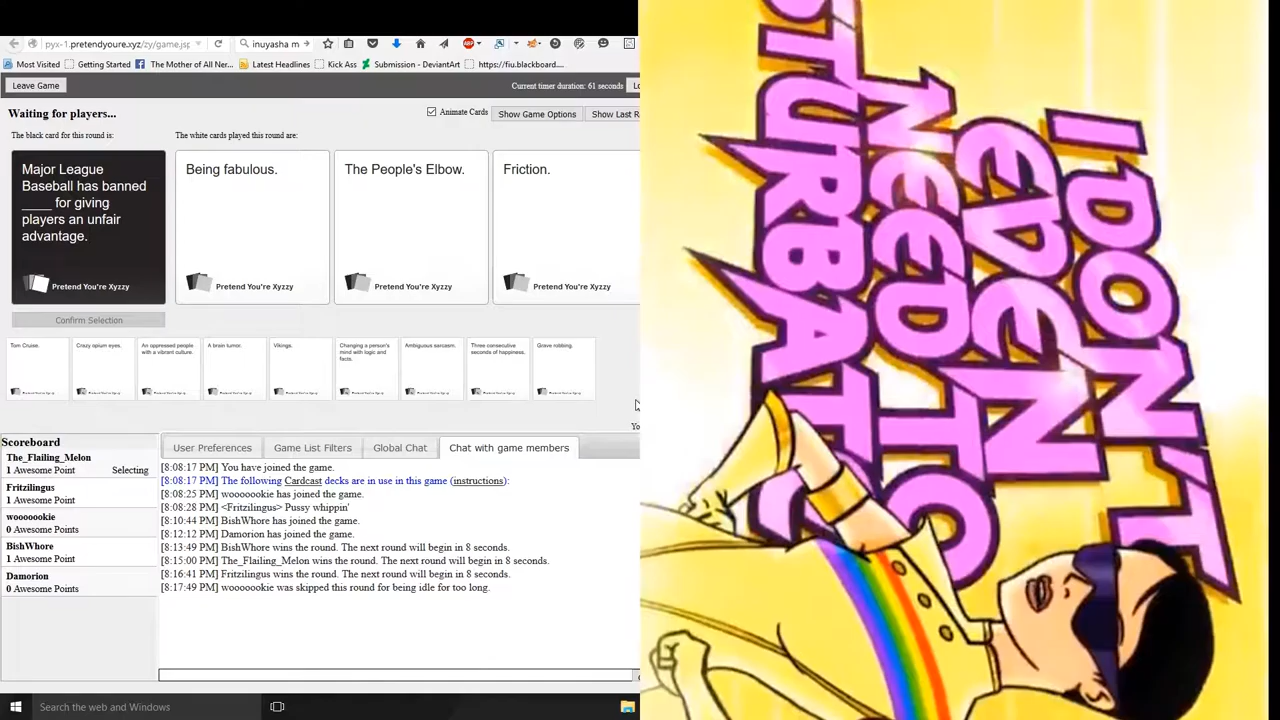 pyx-1.pretendyoure.xyz/zy/game.jsp
inuyasha m
Most Visited
Getting Started
The Mother of All Ner...
Latest Headlines
Kick Ass
Submission - DeviantArt
https://fiu.blackboard....
Leave Game
Current timer duration: 61 seconds
Waiting for players...
Animate Cards
Show Game Options
Show Last R
The black card for this round is:
The white cards played this round are:
Major League
Baseball has banned
____ for giving
players an unfair
advantage.
Pretend You're Xyzzy
Being fabulous.
Pretend You're Xyzzy
The People's Elbow.
Pretend You're Xyzzy
Friction.
Pretend You're Xyzzy
Confirm Selection
Tom Cruise.
Crazy opium eyes.
An oppressed people
with a vibrant culture.
A brain tumor.
Vikings.
Changing a person's
mind with logic and
facts.
Ambiguous sarcasm.
Three consecutive
seconds of happiness.
Grave robbing.
Yo
Scoreboard
The_Flailing_Melon
1 Awesome Point
Selecting
Fritzilingus
1 Awesome Point
wooooookie
0 Awesome Points
BishWhore
1 Awesome Point
Damorion
0 Awesome Points
User Preferences
Game List Filters
Global Chat
Chat with game members
[8:08:17 PM] You have joined the game.
[8:08:17 PM] The following Cardcast decks are in use in this game (instructions):
[8:08:25 PM] wooooookie has joined the game.
[8:08:28 PM] <Fritzilingus> Pussy whippin'
[8:10:44 PM] BishWhore has joined the game.
[8:12:12 PM] Damorion has joined the game.
[8:13:49 PM] BishWhore wins the round. The next round will begin in 8 seconds.
[8:15:00 PM] The_Flailing_Melon wins the round. The next round will begin in 8 seconds.
[8:16:41 PM] Fritzilingus wins the round. The next round will begin in 8 seconds.
[8:17:49 PM] wooooookie was skipped this round for being idle for too long.
Search the web and Windows
I DON'T
EVEN
NEED TO